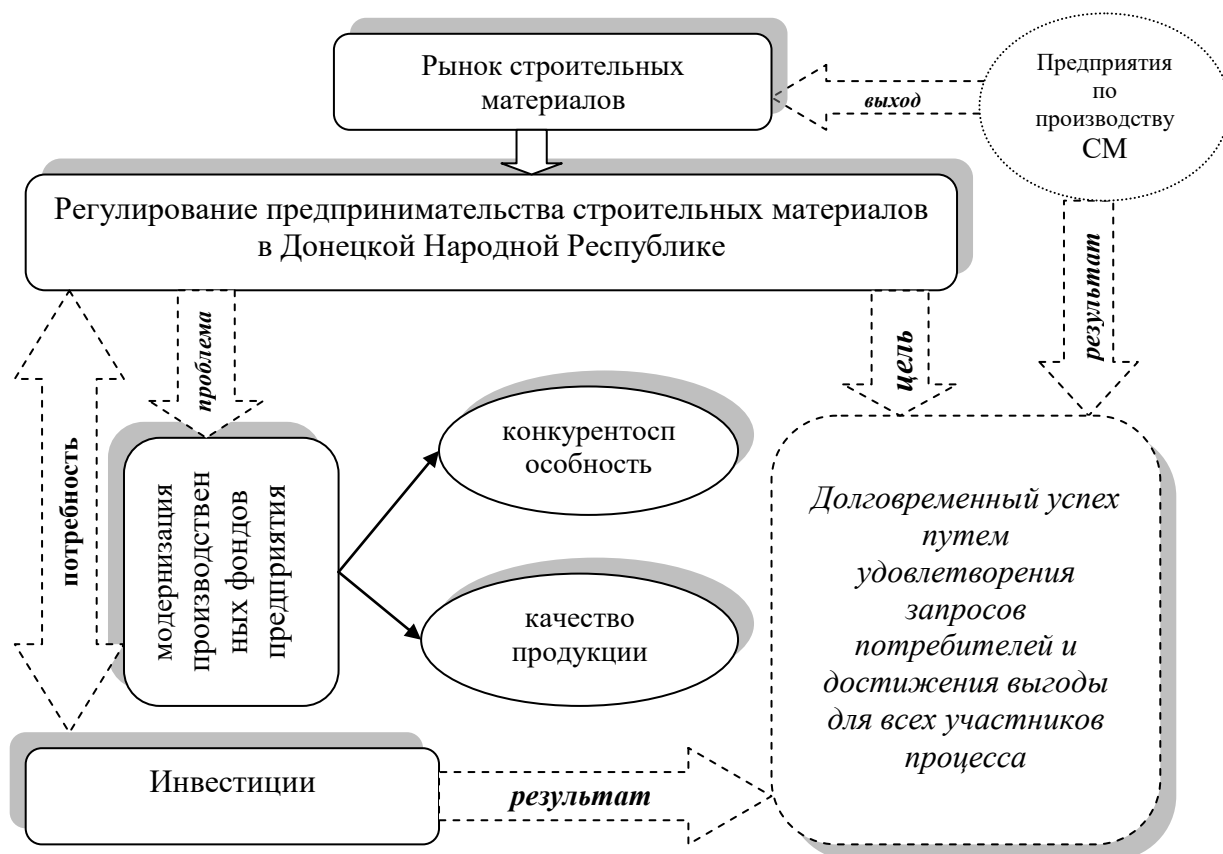 Рынок строительных
материалов
выход
Предприятия
по
производству
СМ
Регулирование предпринимательства строительных материалов
в Донецкой Народной Республике
потребность
проблема
цель
результат
модернизация
производствен
ных фондов
предприятия
конкурентосп
особность
качество
продукции
Долговременный успех
путем
удовлетворения
запросов
потребителей и
достижения выгоды
для всех участников
процесса
Инвестиции
результат